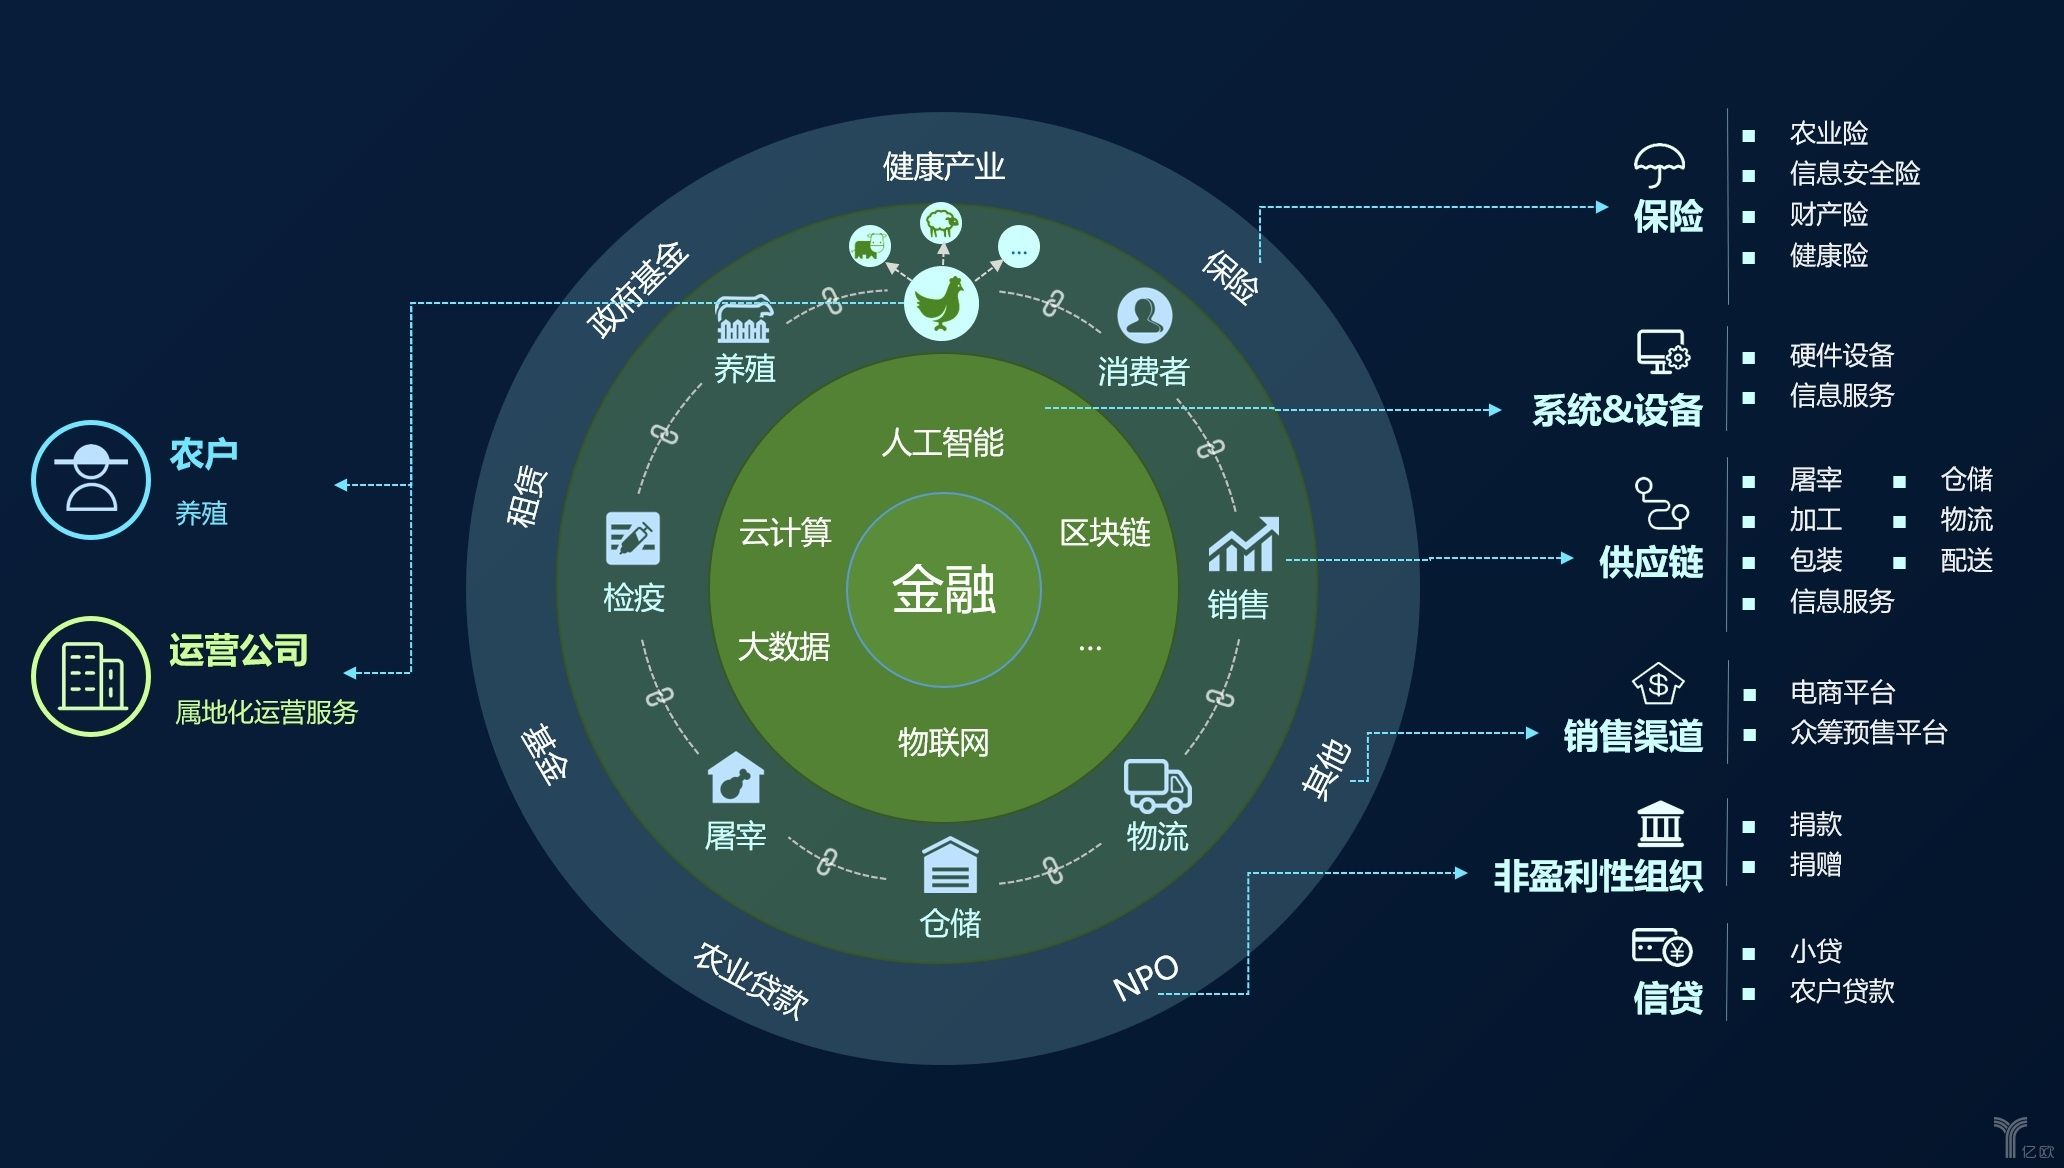 健康产业
政府基金
保险
租赁
基金
农业贷款
NPO
其他
...
养殖
消费者
检疫
销售
屠宰
物流
仓储
人工智能
云计算
区块链
金融
大数据
...
物联网
农户
养殖
运营公司
属地化运营服务
保险
农业险
信息安全险
财产险
健康险
系统&设备
硬件设备
信息服务
供应链
屠宰 仓储
加工 物流
包装 配送
信息服务
销售渠道
电商平台
众筹预售平台
非盈利性组织
捐款
捐赠
信贷
小贷
农户贷款
亿欧